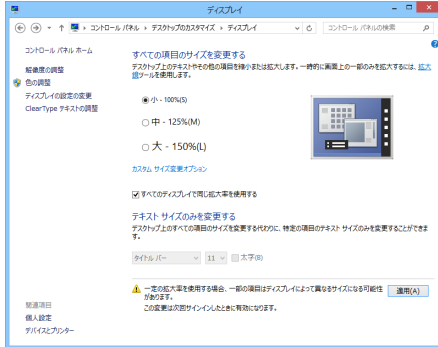 ディスプレイ
コントロール パネル ▸ デスクトップのカスタマイズ ▸ ディスプレイ
コントロール パネルの検索
コントロール パネル ホーム
解像度の調整
色の調整
ディスプレイの設定の変更
ClearType テキストの調整
すべての項目のサイズを変更する
デスクトップ上のテキストやその他の項目を縮小または拡大します。一時的に画面上の一部のみを拡大するには、拡大
鏡ツールを使用します。
小 - 100%(S)
中 - 125%(M)
大 - 150%(L)
カスタム サイズ変更オプション
すべてのディスプレイで同じ拡大率を使用する
テキスト サイズのみを変更する
デスクトップ上のすべての項目のサイズを変更する代わりに、特定の項目のテキスト サイズのみを変更することができま
す。
タイトル バー
11
太字(B)
一定の拡大率を使用する場合、一部の項目はディスプレイによって異なるサイズになる可能性
があります。
この変更は次回サインインしたときに有効になります。
適用(A)
関連項目
個人設定
デバイスとプリンター